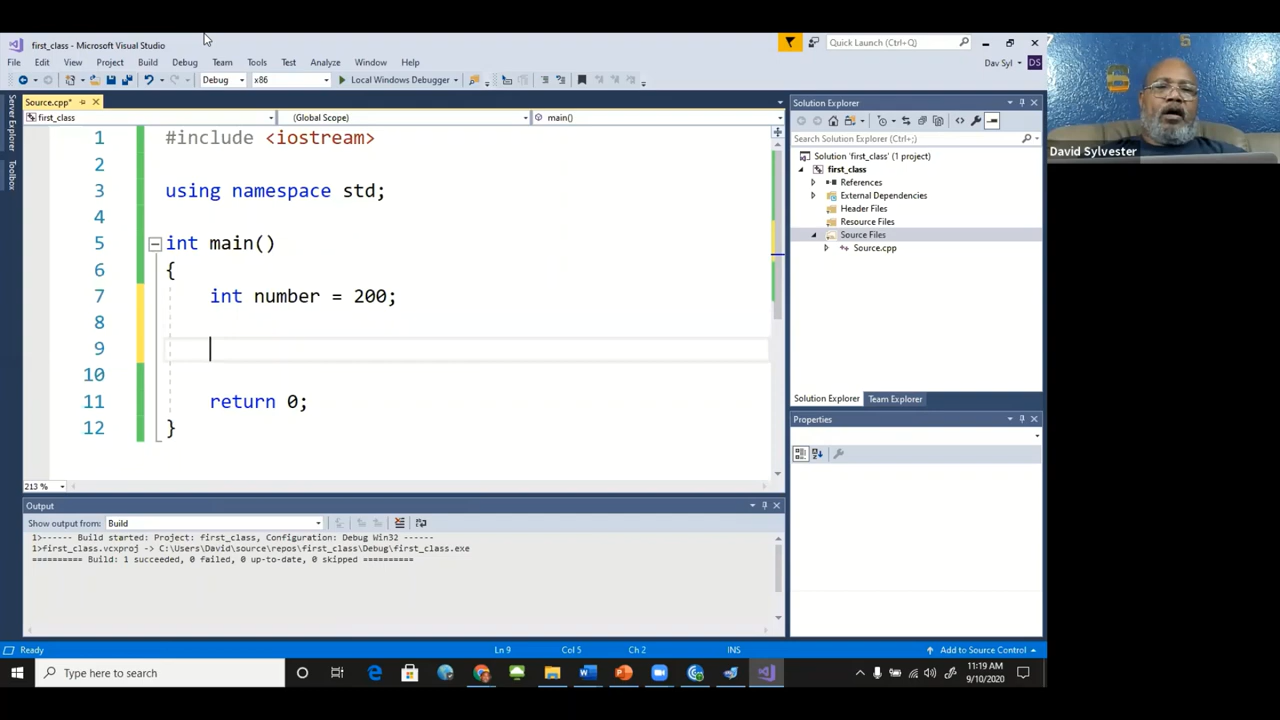 first_class - Microsoft Visual Studio
Quick Launch (Ctrl+Q)
File Edit View Project Build Debug Team Tools Test Analyze Window Help
Dav Syl DS
Debug x86 Local Windows Debugger
Server Explorer
Toolbox
Source.cpp*
first_class (Global Scope) main()
1 #include <iostream>
2
3 using namespace std;
4
5 int main()
6 {
7 int number = 200;
8
9
10
11 return 0;
12 }
213 %
Solution Explorer
Search Solution Explorer (Ctrl+;)
Solution 'first_class' (1 project)
first_class
References
External Dependencies
Header Files
Resource Files
Source Files
Source.cpp
Solution Explorer Team Explorer
Properties
Output
Show output from: Build
1>------ Build started: Project: first_class, Configuration: Debug Win32 ------
1>first_class.vcxproj -> C:\Users\David\source\repos\first_class\Debug\first_class.exe
========== Build: 1 succeeded, 0 failed, 0 up-to-date, 0 skipped ==========
Ready Ln 9 Col 5 Ch 2 INS Add to Source Control
Type here to search
11:19 AM
9/10/2020
David Sylvester